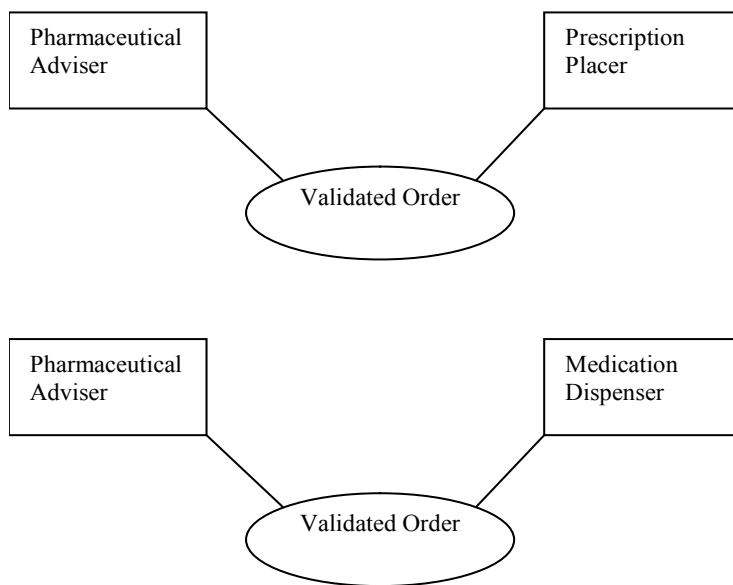 Pharmaceutical
Adviser
Prescription
Placer
Validated Order
Pharmaceutical
Adviser
Medication
Dispenser
Validated Order